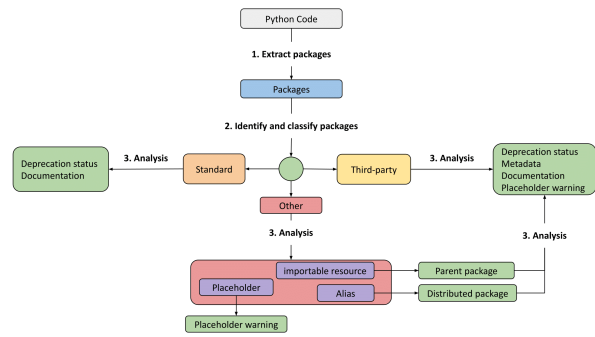 Python Code
1. Extract packages
Packages
2. Identify and classify packages
Deprecation status
Documentation
3. Analysis
Standard
Third-party
3. Analysis
Deprecation status
Metadata
Documentation
Placeholder warning
Other
3. Analysis
3. Analysis
importable resource
Parent package
Placeholder
Alias
Distributed package
Placeholder warning